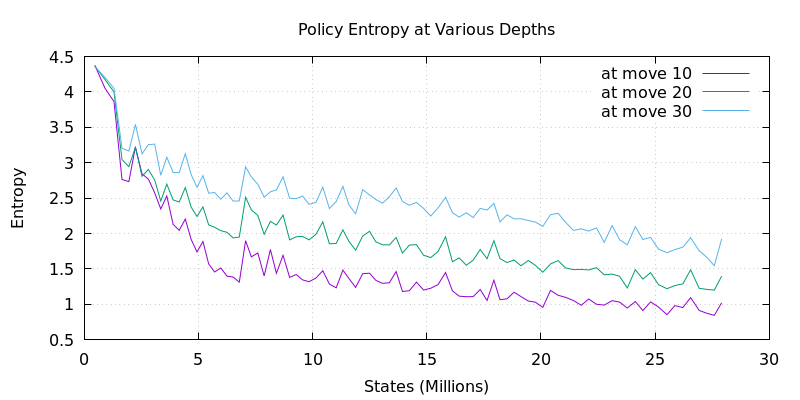 Policy Entropy at Various Depths
4.5
4
3.5
3
2.5
2
1.5
1
0.5
Entropy
at move 10
at move 20
at move 30
0 5 10 15 20 25 30
States (Millions)